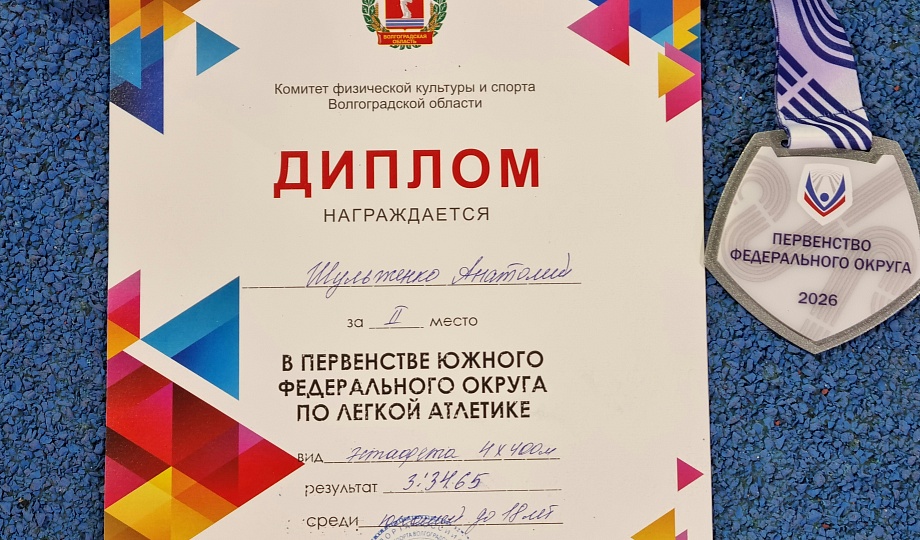 ВОЛГОГРАДСКАЯ
ОБЛАСТЬ
Комитет физической культуры и спорта
Волгоградской области
ДИПЛОМ
НАГРАЖДАЕТСЯ
Шульженко Анатолий
за II место
В ПЕРВЕНСТВЕ ЮЖНОГО
ФЕДЕРАЛЬНОГО ОКРУГА
ПО ЛЕГКОЙ АТЛЕТИКЕ
вид эстафета 4х400м
результат 3:34.65
среди юношей до 18 лет
ПЕРВЕНСТВО
ФЕДЕРАЛЬНОГО ОКРУГА
2026